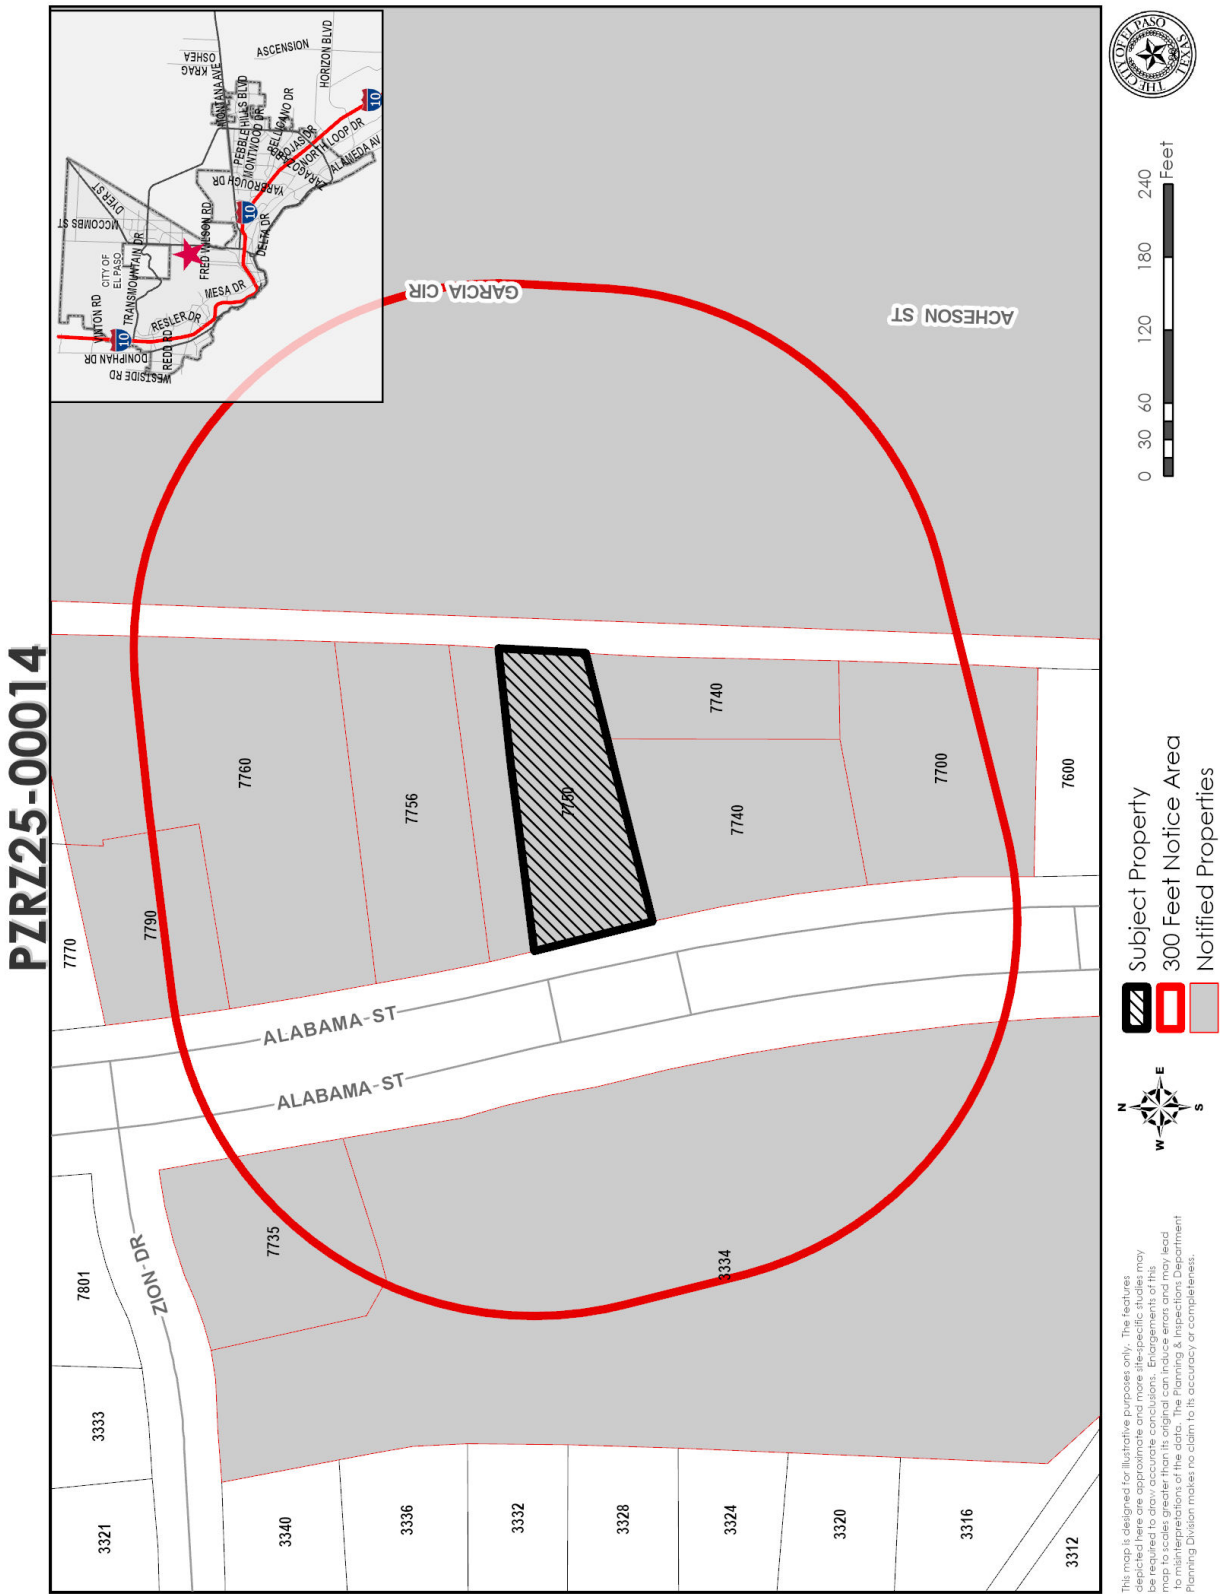 PZRZ25-00014
VINTON RD
DONIPHAN DR
WESTSIDE RD
REDD RD
RESLER DR
MESA DR
TRANSMOUNTAIN DR
CITY OF
EL PASO
MCCOMBS ST
DYER ST
FRED WILSON RD
DELTA DR
YARBROUGH DR
MONTANA AVE
PEBBLE HILLS BLVD
MONTWOOD DR
ROJAS DR
NORTH LOOP DR
ALAMEDA AV
KRAG
OSHEA
ASCENSION
HORIZON BLVD
10
10
10
GARCIA CIR
ACHESON ST
7770
7790
7760
7756
7750
7740
7740
7700
7600
ALABAMA-ST
ALABAMA-ST
ZION-DR
7801
7735
3334
3333
3321
3340
3336
3332
3328
3324
3320
3316
3312
This map is designed for illustrative purposes only. The features
depicted here are approximate and more site-specific studies may
be required to draw accurate conclusions. Enlargements of this
map to scales greater than its original can induce errors and may lead
to misinterpretations of the data. The Planning & Inspections Department
Planning Division makes no claim to its accuracy or completeness.
N
W
E
S
Subject Property
300 Feet Notice Area
Notified Properties
0 30 60 120 180 240
Feet
THE CITY OF EL PASO
TEXAS